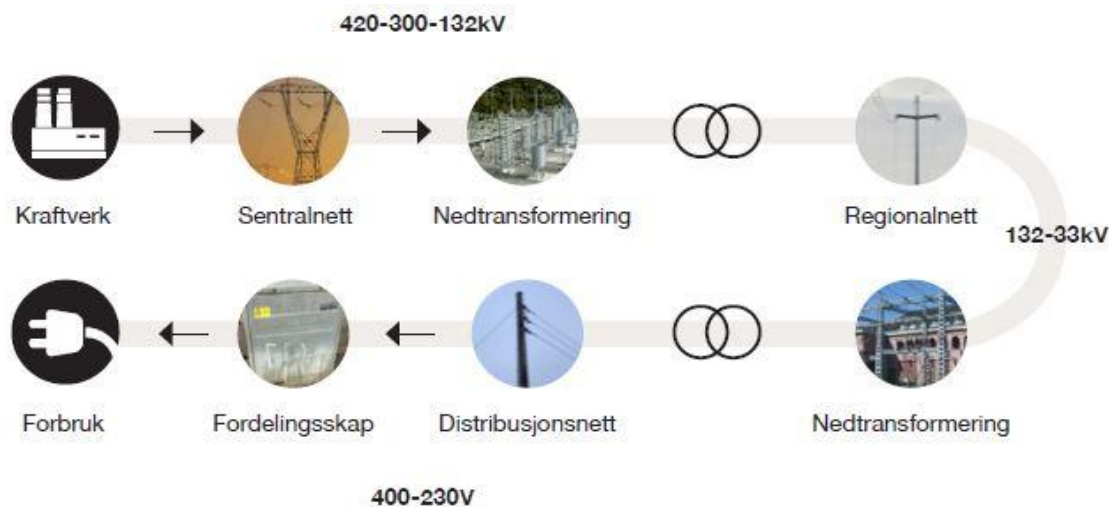 420-300-132kV
Kraftverk
Sentralnett
Nedtransformering
Regionalnett
132-33kV
Forbruk
Fordelingsskap
Distribusjonsnett
Nedtransformering
400-230V